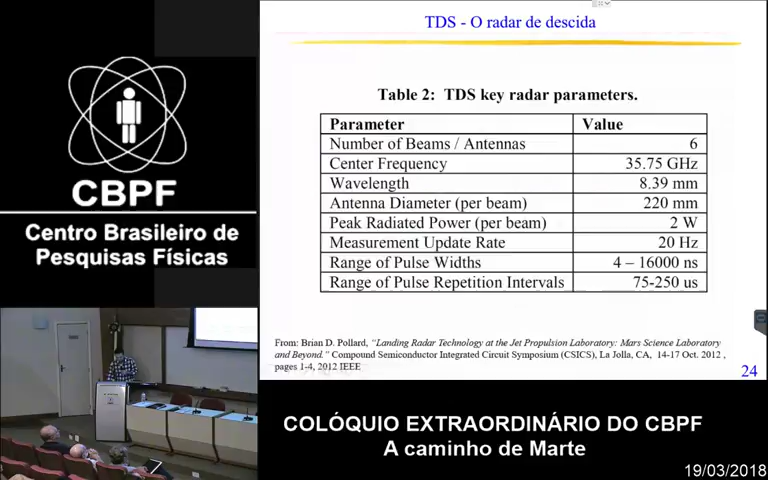 TDS - O radar de descida
Table 2: TDS key radar parameters.
Parameter Value
Number of Beams / Antennas 6
Center Frequency 35.75 GHz
Wavelength 8.39 mm
Antenna Diameter (per beam) 220 mm
Peak Radiated Power (per beam) 2 W
Measurement Update Rate 20 Hz
Range of Pulse Widths 4 – 16000 ns
Range of Pulse Repetition Intervals 75-250 us
From: Brian D. Pollard, "Landing Radar Technology at the Jet Propulsion Laboratory: Mars Science Laboratory
and Beyond." Compound Semiconductor Integrated Circuit Symposium (CSICS), La Jolla, CA, 14-17 Oct. 2012 ,
pages 1-4, 2012 IEEE
24
CBPF
Centro Brasileiro de
Pesquisas Físicas
COLÓQUIO EXTRAORDINÁRIO DO CBPF
A caminho de Marte
19/03/2018